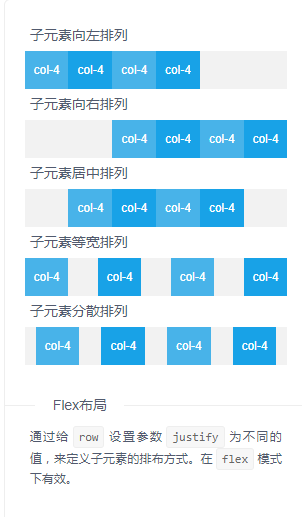 子元素向左排列
col-4 col-4 col-4 col-4
子元素向右排列
col-4 col-4 col-4 col-4
子元素居中排列
col-4 col-4 col-4 col-4
子元素等宽排列
col-4 col-4 col-4 col-4
子元素分散排列
col-4 col-4 col-4 col-4
Flex布局
通过给 row 设置参数 justify 为不同的
值，来定义子元素的排布方式。在 flex 模式
下有效。